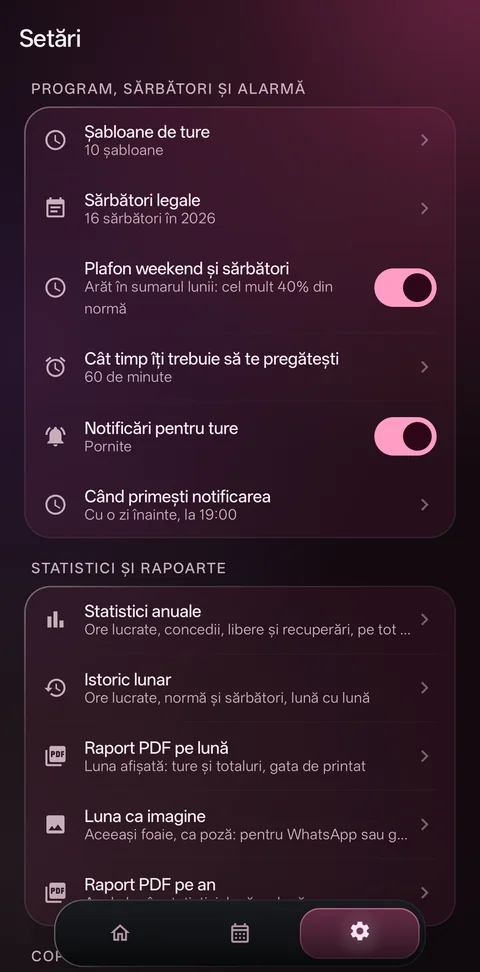 Setări
PROGRAM, SĂRBĂTORI ȘI ALARMĂ
Șabloane de ture
10 șabloane
Sărbători legale
16 sărbători în 2026
Plafon weekend și sărbători
Arăt în sumarul lunii: cel mult 40% din
normă
Cât timp îți trebuie să te pregătești
60 de minute
Notificări pentru ture
Pornite
Când primești notificarea
Cu o zi înainte, la 19:00
STATISTICI ȘI RAPOARTE
Statistici anuale
Ore lucrate, concedii, libere și recuperări, pe tot ...
Istoric lunar
Ore lucrate, normă și sărbători, lună cu lună
PDF
Raport PDF pe lună
Luna afișată: ture și totaluri, gata de printat
Luna ca imagine
Aceeași foaie, ca poză: pentru WhatsApp sau g...
PDF
Raport PDF pe an